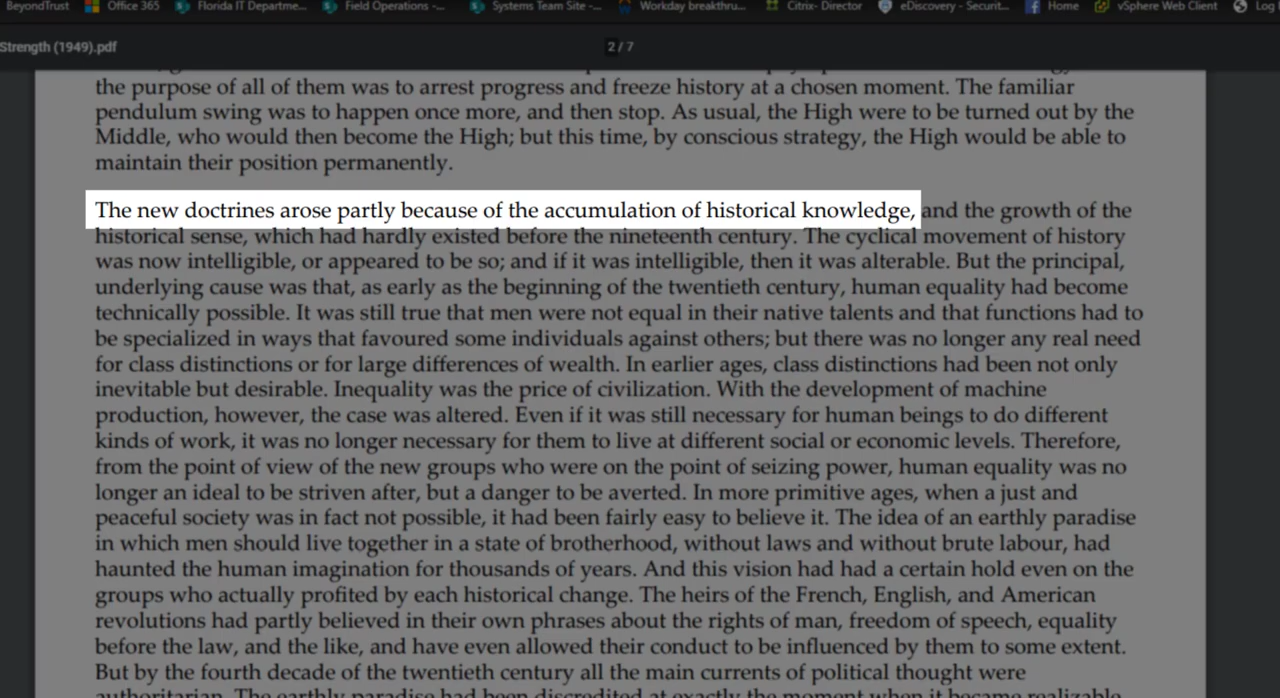 BeyondTrust Office 365 Florida IT Departme... Field Operations -... Systems Team Site -... Workday breakthru... Citrix- Director eDiscovery - Securit... Home vSphere Web Client Log
Strength (1949).pdf 2 / 7
the purpose of all of them was to arrest progress and freeze history at a chosen moment. The familiar
pendulum swing was to happen once more, and then stop. As usual, the High were to be turned out by the
Middle, who would then become the High; but this time, by conscious strategy, the High would be able to
maintain their position permanently.
The new doctrines arose partly because of the accumulation of historical knowledge, and the growth of the
historical sense, which had hardly existed before the nineteenth century. The cyclical movement of history
was now intelligible, or appeared to be so; and if it was intelligible, then it was alterable. But the principal,
underlying cause was that, as early as the beginning of the twentieth century, human equality had become
technically possible. It was still true that men were not equal in their native talents and that functions had to
be specialized in ways that favoured some individuals against others; but there was no longer any real need
for class distinctions or for large differences of wealth. In earlier ages, class distinctions had been not only
inevitable but desirable. Inequality was the price of civilization. With the development of machine
production, however, the case was altered. Even if it was still necessary for human beings to do different
kinds of work, it was no longer necessary for them to live at different social or economic levels. Therefore,
from the point of view of the new groups who were on the point of seizing power, human equality was no
longer an ideal to be striven after, but a danger to be averted. In more primitive ages, when a just and
peaceful society was in fact not possible, it had been fairly easy to believe it. The idea of an earthly paradise
in which men should live together in a state of brotherhood, without laws and without brute labour, had
haunted the human imagination for thousands of years. And this vision had had a certain hold even on the
groups who actually profited by each historical change. The heirs of the French, English, and American
revolutions had partly believed in their own phrases about the rights of man, freedom of speech, equality
before the law, and the like, and have even allowed their conduct to be influenced by them to some extent.
But by the fourth decade of the twentieth century all the main currents of political thought were
authoritarian. The earthly paradise had been discredited at exactly the moment when it became realizable